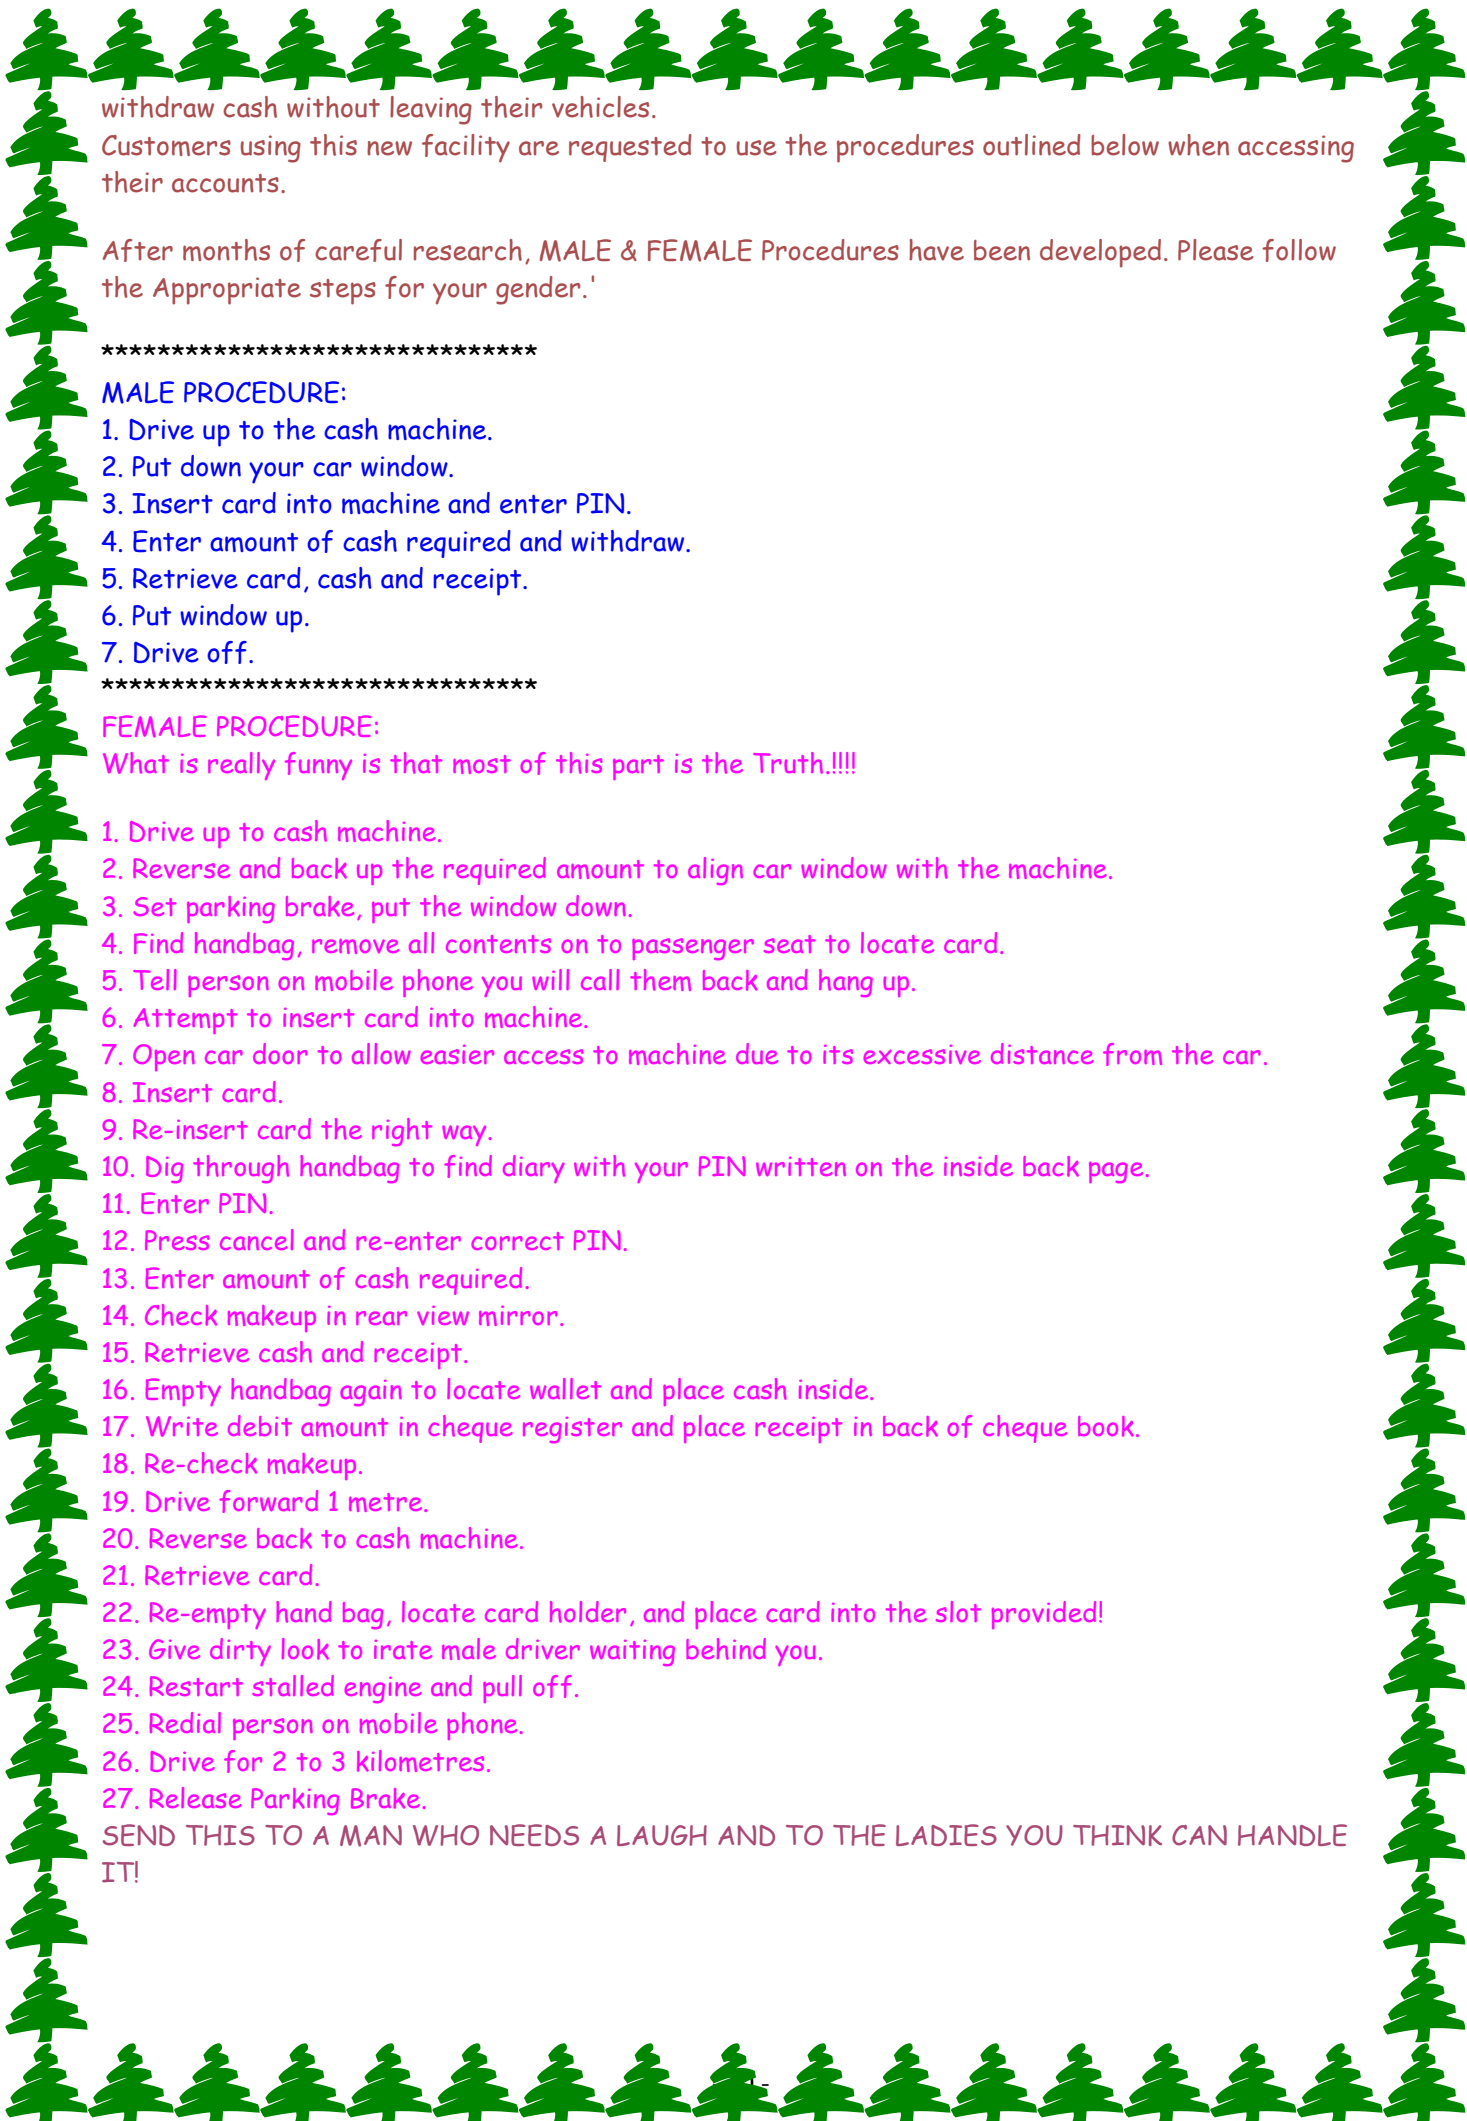 withdraw cash without leaving their vehicles.
Customers using this new facility are requested to use the procedures outlined below when accessing
their accounts.
After months of careful research, MALE & FEMALE Procedures have been developed. Please follow
the Appropriate steps for your gender.'
*******************************
MALE PROCEDURE:
1. Drive up to the cash machine.
2. Put down your car window.
3. Insert card into machine and enter PIN.
4. Enter amount of cash required and withdraw.
5. Retrieve card, cash and receipt.
6. Put window up.
7. Drive off.
*******************************
FEMALE PROCEDURE:
What is really funny is that most of this part is the Truth.!!!!
1. Drive up to cash machine.
2. Reverse and back up the required amount to align car window with the machine.
3. Set parking brake, put the window down.
4. Find handbag, remove all contents on to passenger seat to locate card.
5. Tell person on mobile phone you will call them back and hang up.
6. Attempt to insert card into machine.
7. Open car door to allow easier access to machine due to its excessive distance from the car.
8. Insert card.
9. Re-insert card the right way.
10. Dig through handbag to find diary with your PIN written on the inside back page.
11. Enter PIN.
12. Press cancel and re-enter correct PIN.
13. Enter amount of cash required.
14. Check makeup in rear view mirror.
15. Retrieve cash and receipt.
16. Empty handbag again to locate wallet and place cash inside.
17. Write debit amount in cheque register and place receipt in back of cheque book.
18. Re-check makeup.
19. Drive forward 1 metre.
20. Reverse back to cash machine.
21. Retrieve card.
22. Re-empty hand bag, locate card holder, and place card into the slot provided!
23. Give dirty look to irate male driver waiting behind you.
24. Restart stalled engine and pull off.
25. Redial person on mobile phone.
26. Drive for 2 to 3 kilometres.
27. Release Parking Brake.
SEND THIS TO A MAN WHO NEEDS A LAUGH AND TO THE LADIES YOU THINK CAN HANDLE
IT!